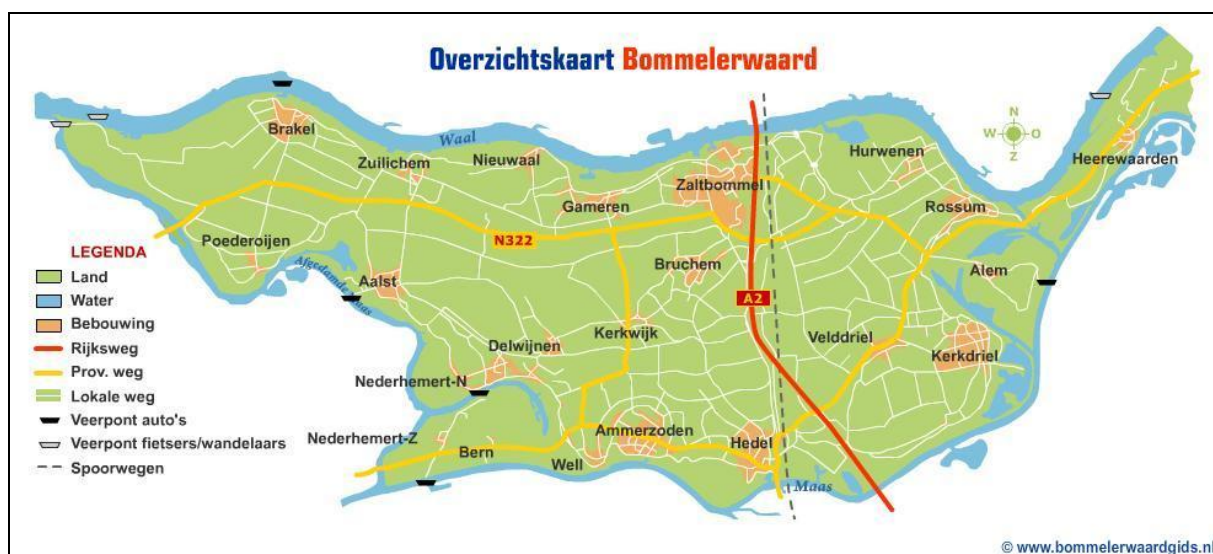 Overzichtskaart Bommelerwaard
N
W O
Z
Brakel
Waal
Zuilichem
Nieuwaal
Gameren
Zaltbommel
Hurwenen
Heerewaarden
Rossum
Poederoijen
N322
Afgedamde Maas
Aalst
Bruchem
Alem
A2
Kerkwijk
Velddriel
Kerkdriel
Delwijnen
Nederhemert-N
Nederhemert-Z
Bern
Well
Ammerzoden
Hedel
Maas
LEGENDA
Land
Water
Bebouwing
Rijksweg
Prov. weg
Lokale weg
Veerpont auto's
Veerpont fietsers/wandelaars
Spoorwegen
© www.bommelerwaardgids.nl